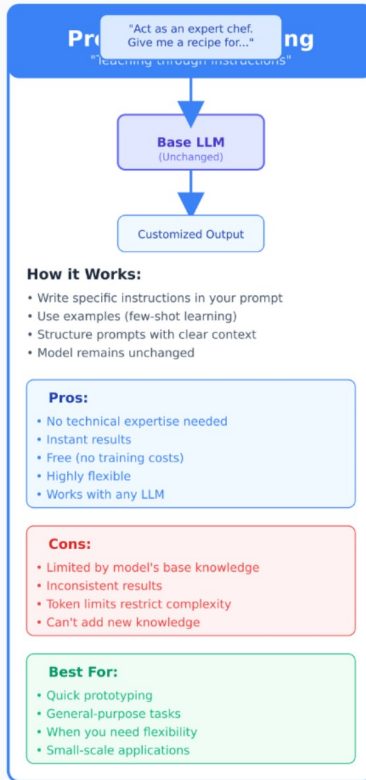 "Act as an expert chef.
Give me a recipe for..."
"Teaching through instructions"
Base LLM
(Unchanged)
Customized Output
How it Works:
• Write specific instructions in your prompt
• Use examples (few-shot learning)
• Structure prompts with clear context
• Model remains unchanged
Pros:
• No technical expertise needed
• Instant results
• Free (no training costs)
• Highly flexible
• Works with any LLM
Cons:
• Limited by model's base knowledge
• Inconsistent results
• Token limits restrict complexity
• Can't add new knowledge
Best For:
• Quick prototyping
• General-purpose tasks
• When you need flexibility
• Small-scale applications